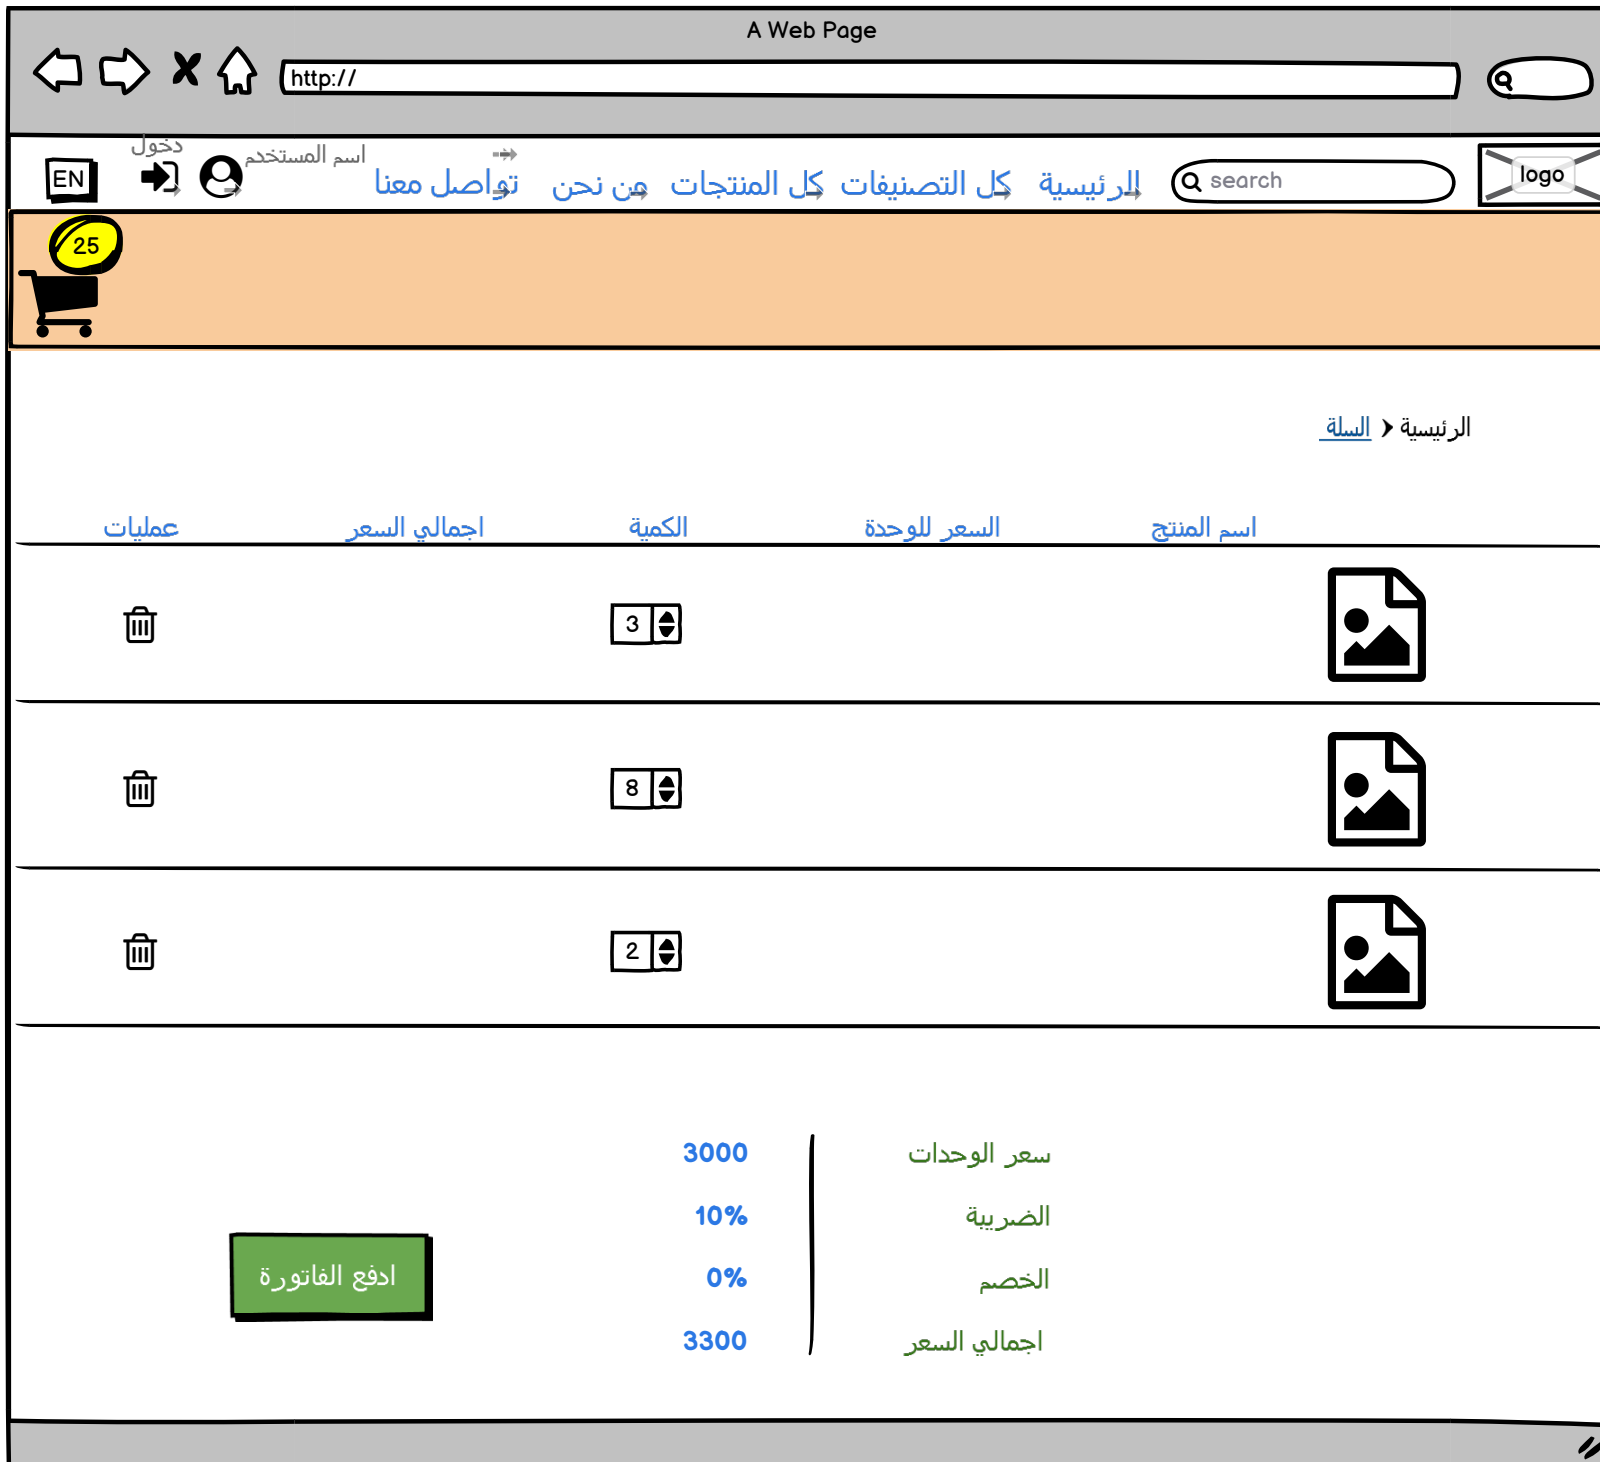 A Web Page
http://
logo
search
الرئيسية
كل التصنيفات
كل المنتجات
من نحن
تواصل معنا
اسم المستخدم
دخول
EN
25
الرئيسية
السلة
اسم المنتج
السعر للوحدة
الكمية
اجمالي السعر
عمليات
3
8
2
سعر الوحدات
3000
الضريبة
10%
الخصم
0%
اجمالي السعر
3300
ادفع الفاتورة